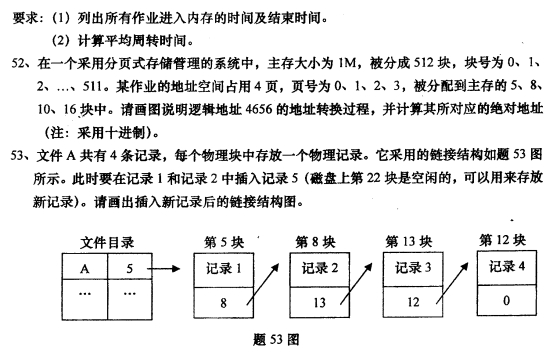 要求：（1）列出所有作业进入内存的时间及结束时间。
（2）计算平均周转时间。
52、在一个采用分页式存储管理的系统中，主存大小为 1M，被分成 512 块，块号为 0、1、
2、…、511。某作业的地址空间占用 4 页，页号为 0、1、2、3，被分配到主存的 5、8、
10、16 块中。请画图说明逻辑地址 4656 的地址转换过程，并计算其所对应的绝对地址
（注：采用十进制）。
53、文件 A 共有 4 条记录，每个物理块中存放一个物理记录。它采用的链接结构如题 53 图
所示。此时要在记录 1 和记录 2 中插入记录 5（磁盘上第 22 块是空闲的，可以用来存放
新记录）。请画出插入新记录后的链接结构图。
文件目录 第 5 块 第 8 块 第 13 块 第 12 块
A 5 记录 1 记录 2 记录 3 记录 4
… … 8 13 12 0
题 53 图